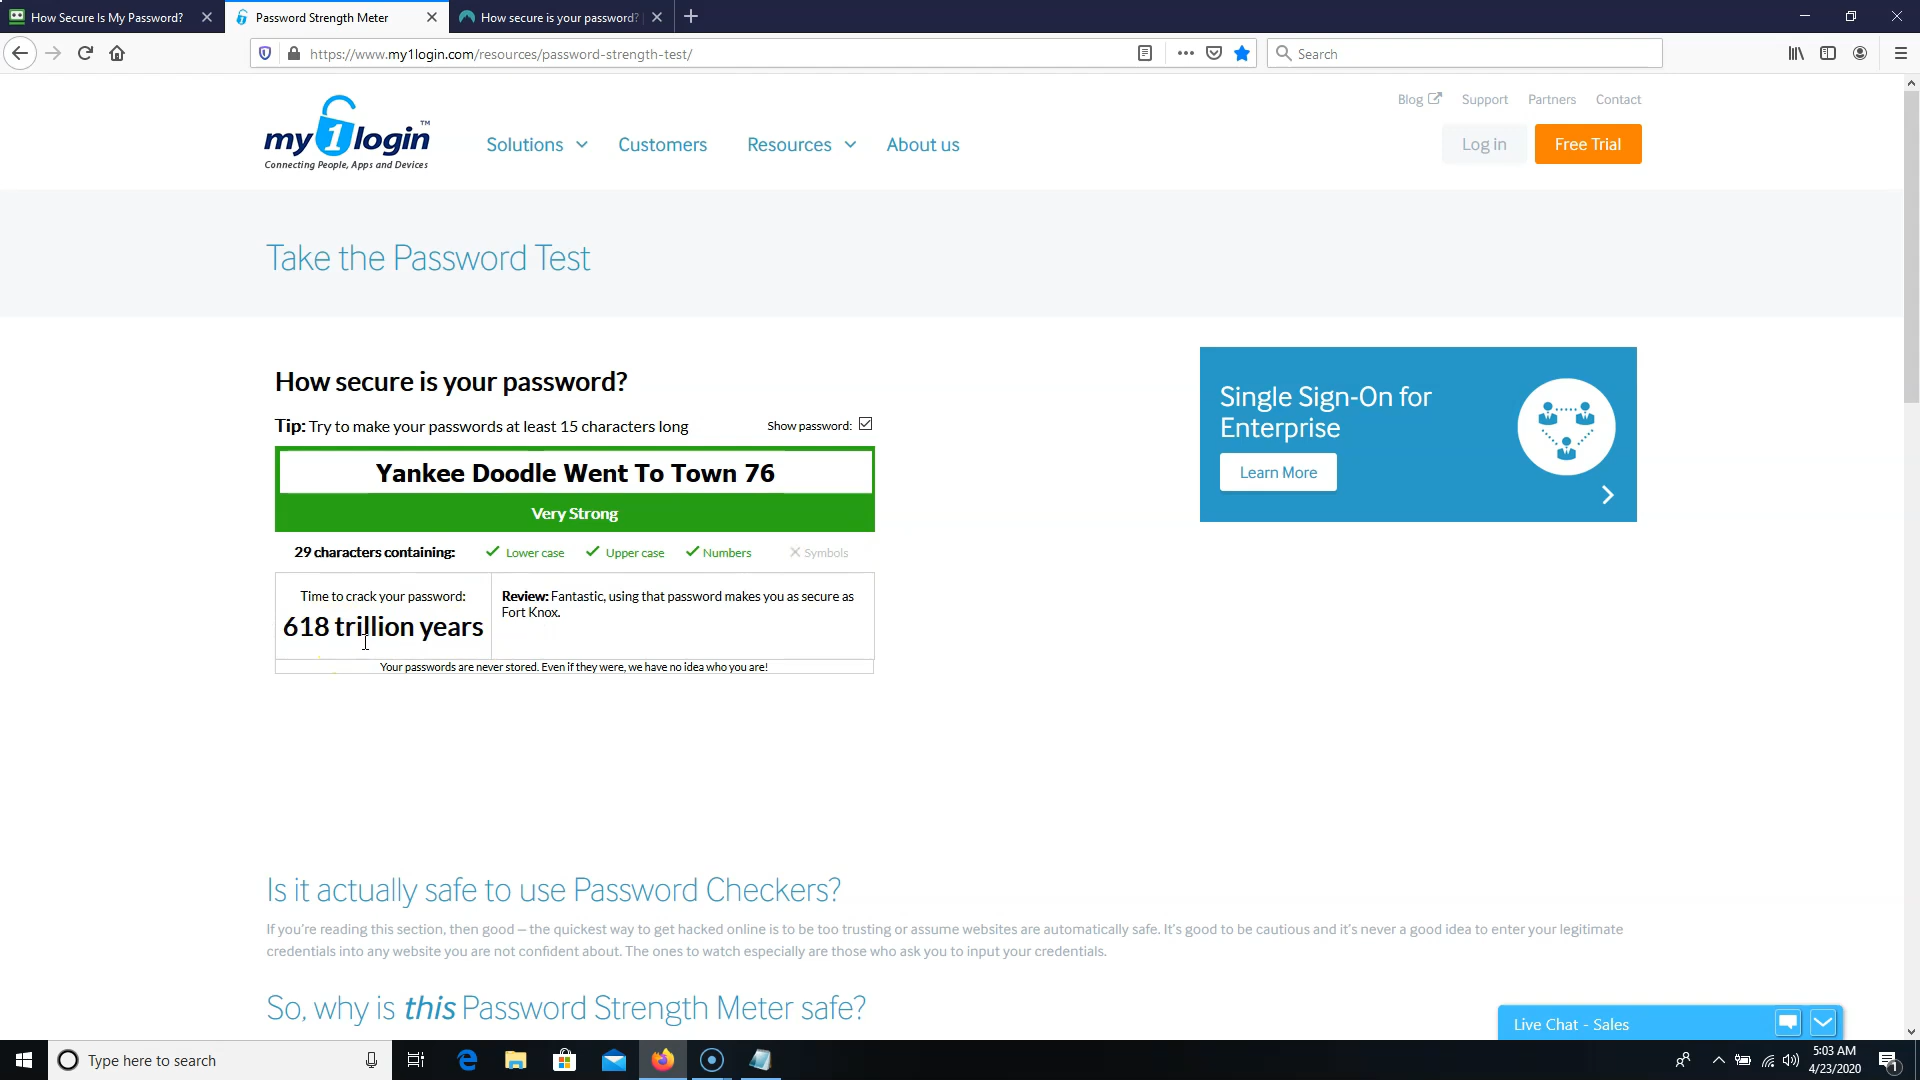 How Secure Is My Password?
Password Strength Meter
How secure is your password?
https://www.my1login.com/resources/password-strength-test/
Search
my1login™
Connecting People, Apps and Devices
Solutions
Customers
Resources
About us
Blog
Support
Partners
Contact
Log in
Free Trial
Take the Password Test
How secure is your password?
Tip: Try to make your passwords at least 15 characters long
Show password:
Yankee Doodle Went To Town 76
Very Strong
29 characters containing:
Lower case
Upper case
Numbers
Symbols
Time to crack your password:
618 trillion years
Review: Fantastic, using that password makes you as secure as
Fort Knox.
Your passwords are never stored. Even if they were, we have no idea who you are!
Single Sign-On for
Enterprise
Learn More
Is it actually safe to use Password Checkers?
If you're reading this section, then good – the quickest way to get hacked online is to be too trusting or assume websites are automatically safe. It's good to be cautious and it's never a good idea to enter your legitimate
credentials into any website you are not confident about. The ones to watch especially are those who ask you to input your credentials.
So, why is this Password Strength Meter safe?
Live Chat - Sales
Type here to search
5:03 AM
4/23/2020
1